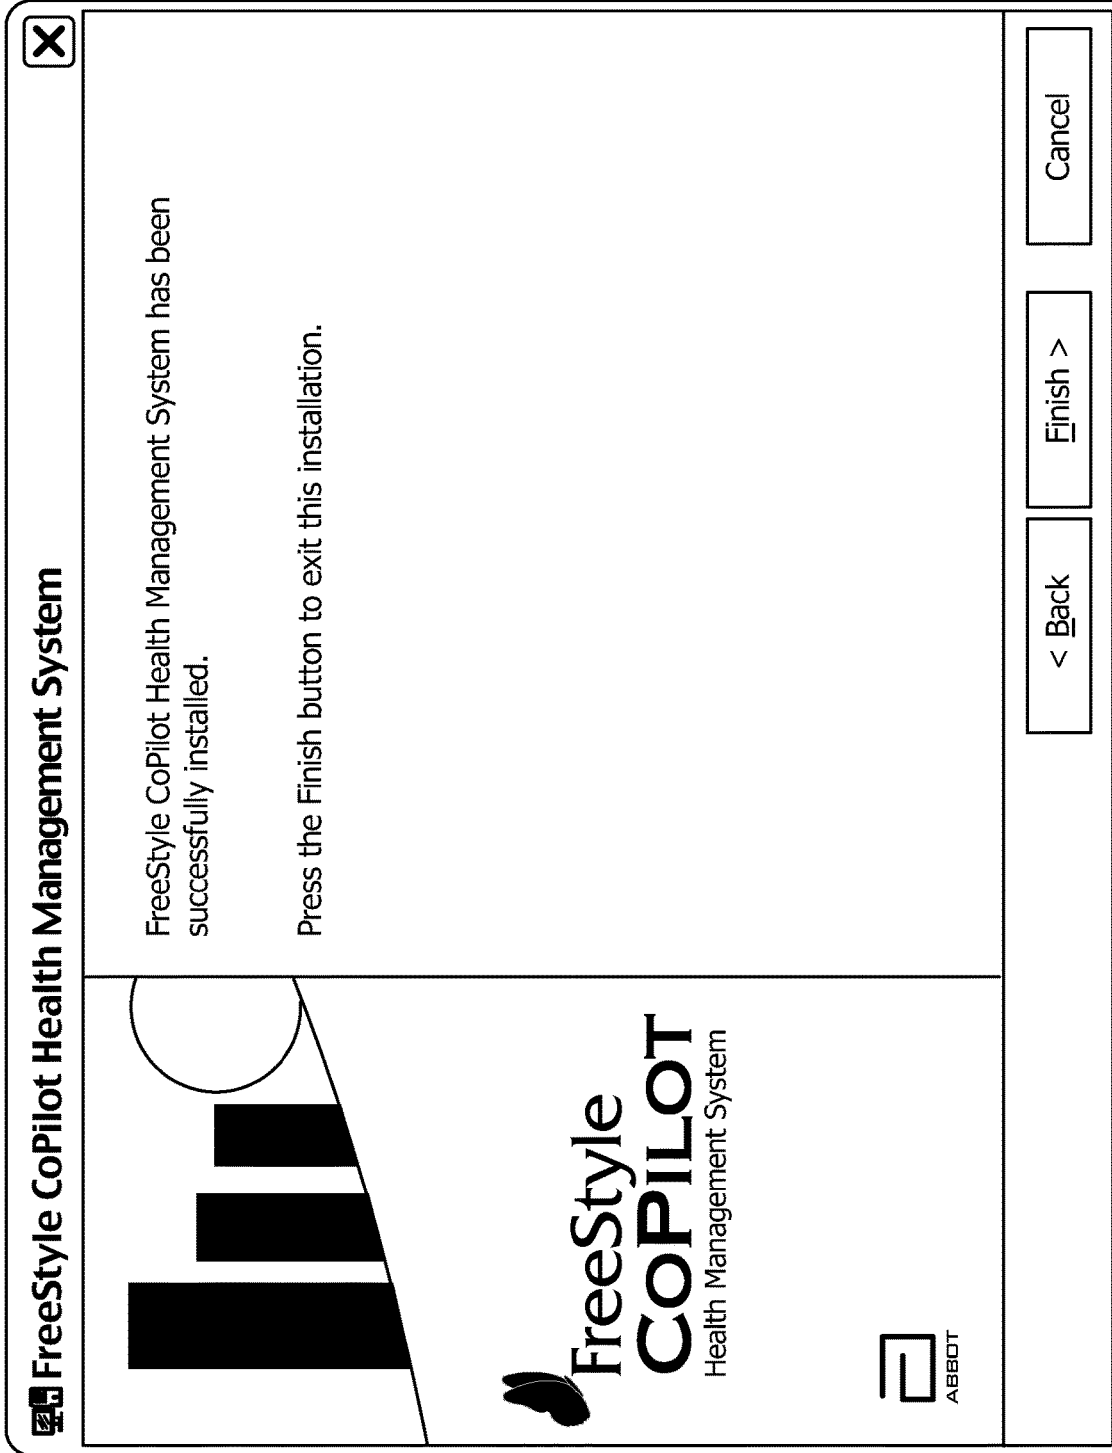 FreeStyle CoPilot Health Management System
FreeStyle CoPilot Health Management System has been
successfully installed.
Press the Finish button to exit this installation.
FreeStyle
COPILOT
Health Management System
ABBOT
< Back
Finish >
Cancel